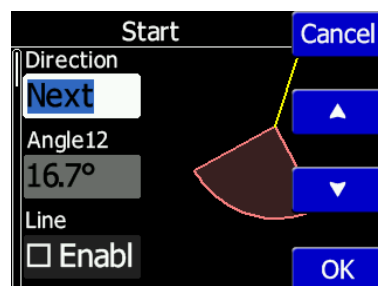 Start
Cancel
Direction
Next
Angle12
16.7°
Line
Enabl
OK